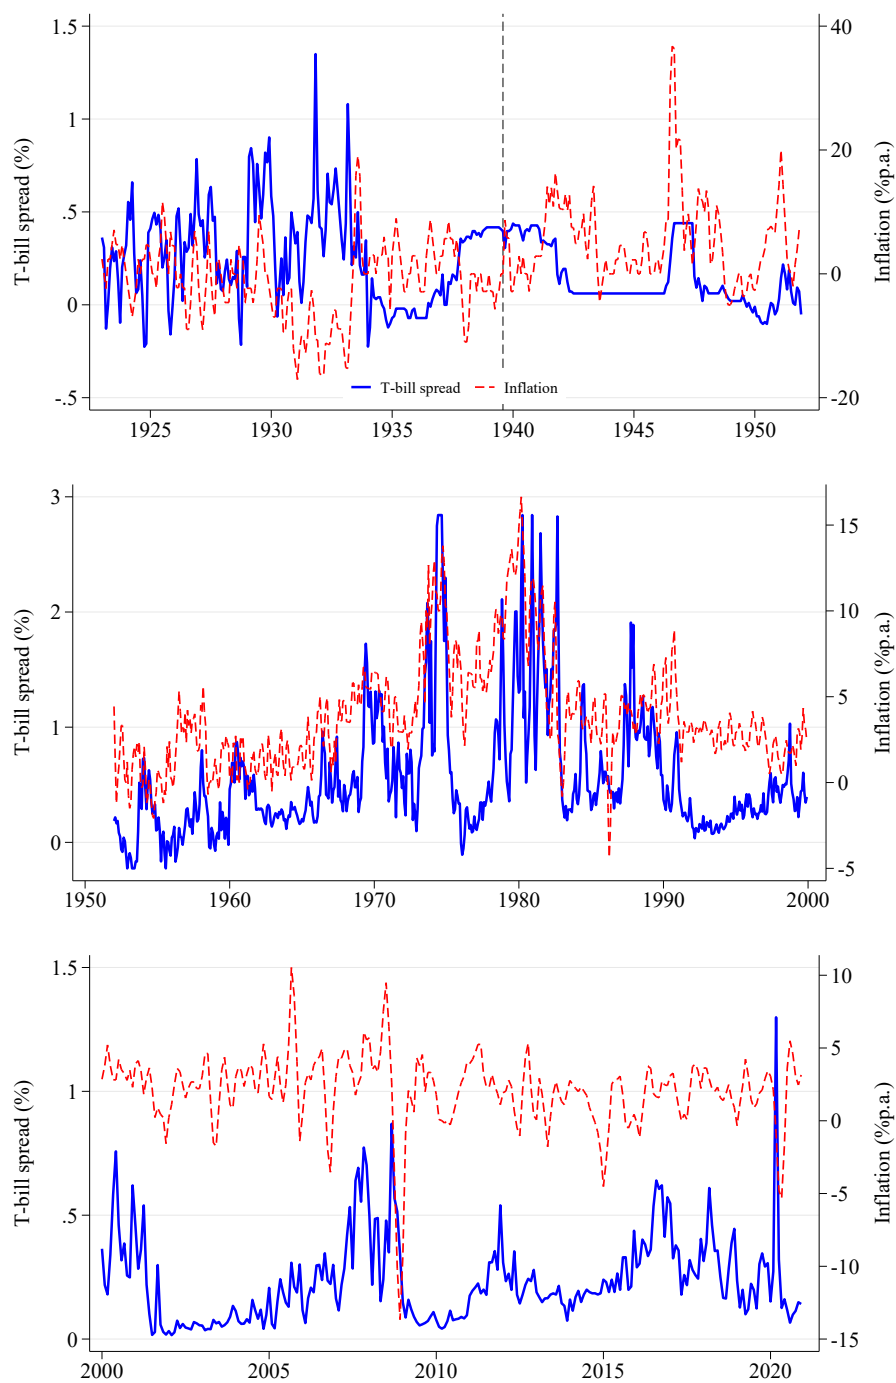 1.5
1
.5
0
-.5
T-bill spread (%)
40
20
0
-20
Inflation (%p.a.)
T-bill spread
Inflation
1925 1930 1935 1940 1945 1950
3
2
1
0
T-bill spread (%)
15
10
5
0
-5
Inflation (%p.a.)
1950 1960 1970 1980 1990 2000
1.5
1
.5
0
T-bill spread (%)
10
5
0
-5
-10
-15
Inflation (%p.a.)
2000 2005 2010 2015 2020